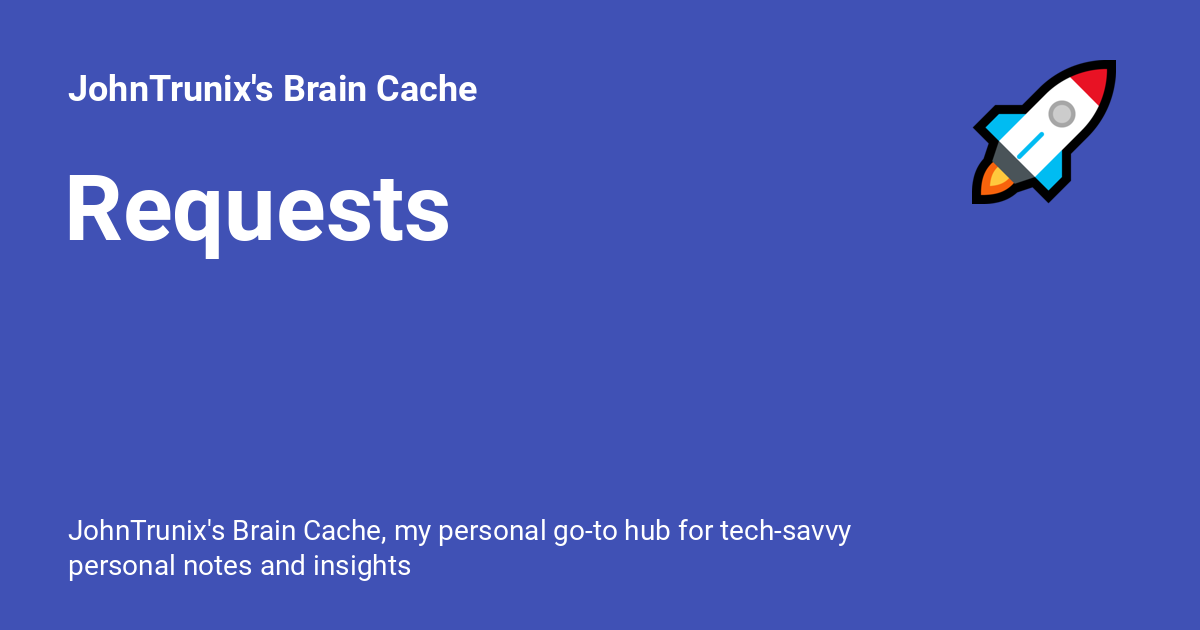 JohnTrunix's Brain Cache
Requests
JohnTrunix's Brain Cache, my personal go-to hub for tech-savvy
personal notes and insights